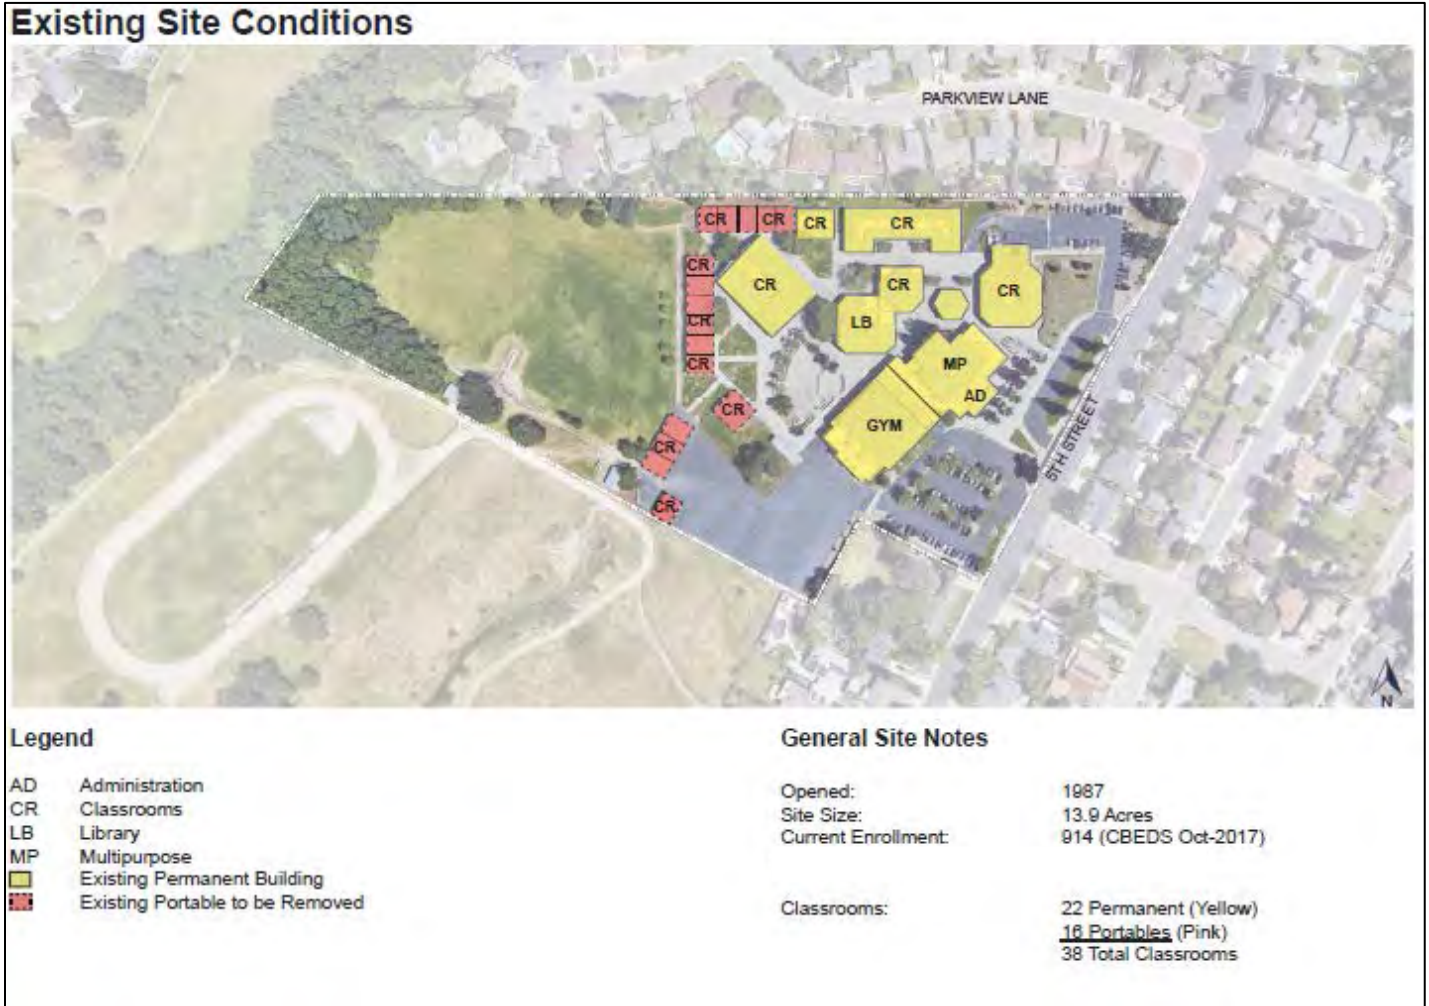 Existing Site Conditions
PARKVIEW LANE
CR CR CR CR
CR
CR CR CR
LB
CR
MP
CR
AD
CR
GYM
5TH STREET
CR
CR
N
Legend
AD Administration
CR Classrooms
LB Library
MP Multipurpose
Existing Permanent Building
Existing Portable to be Removed
General Site Notes
Opened: 1987
Site Size: 13.9 Acres
Current Enrollment: 914 (CBEDS Oct-2017)
Classrooms: 22 Permanent (Yellow)
16 Portables (Pink)
38 Total Classrooms